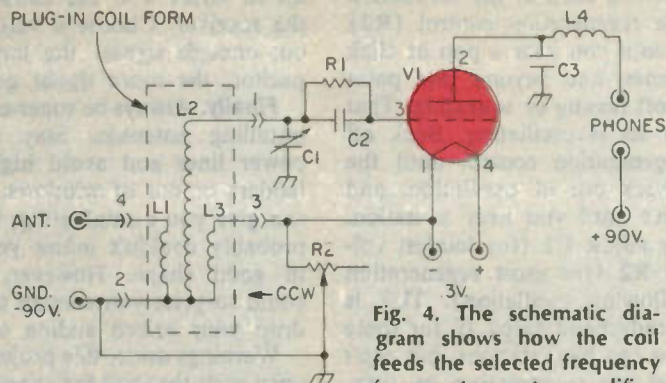 PLUG-IN COIL FORM
L4
R1
V1
2
C3
L2
1
3
C2
C1
PHONES
L1
L3
3
1
4
ANT.
4
R2
+90V.
2
GND.
-90V.
CCW
- +
3V.
Fig. 4. The schematic dia-
gram shows how the coil
feeds the selected frequency